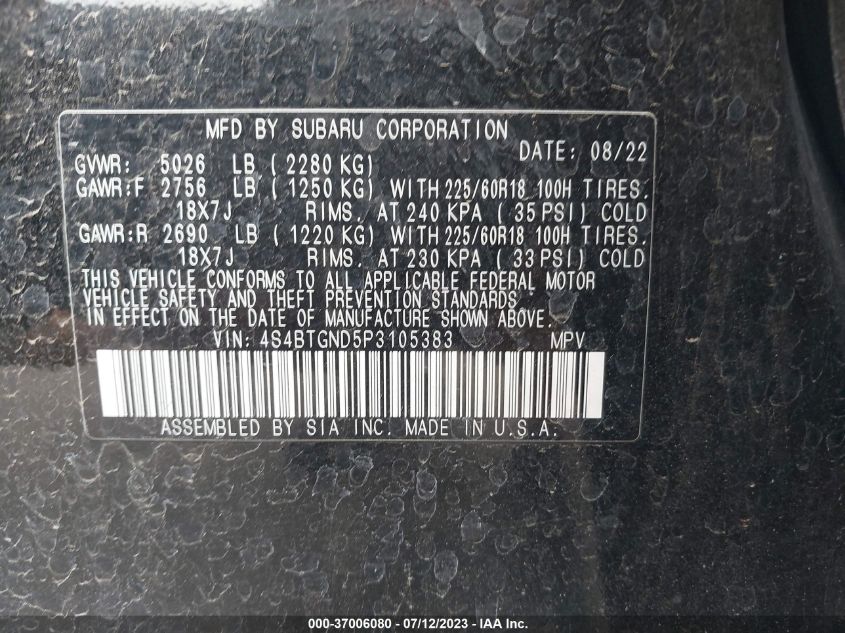 MFD BY SUBARU CORPORATION
GVWR: 5026 LB ( 2280 KG) DATE: 08/22
GAWR:F 2756 LB ( 1250 KG) WITH 225/60R18 100H TIRES.
18X7J RIMS. AT 240 KPA ( 35 PSI) COLD
GAWR:R 2690 LB ( 1220 KG) WITH 225/60R18 100H TIRES.
18X7J RIMS. AT 230 KPA ( 33 PSI) COLD
THIS VEHICLE CONFORMS TO ALL APPLICABLE FEDERAL MOTOR
VEHICLE SAFETY AND THEFT PREVENTION STANDARDS
IN EFFECT ON THE DATE OF MANUFACTURE SHOWN ABOVE.
VIN: 4S4BTGND5P3105383 MPV
ASSEMBLED BY SIA INC. MADE IN U.S.A.
000-37006080 - 07/12/2023 - IAA Inc.